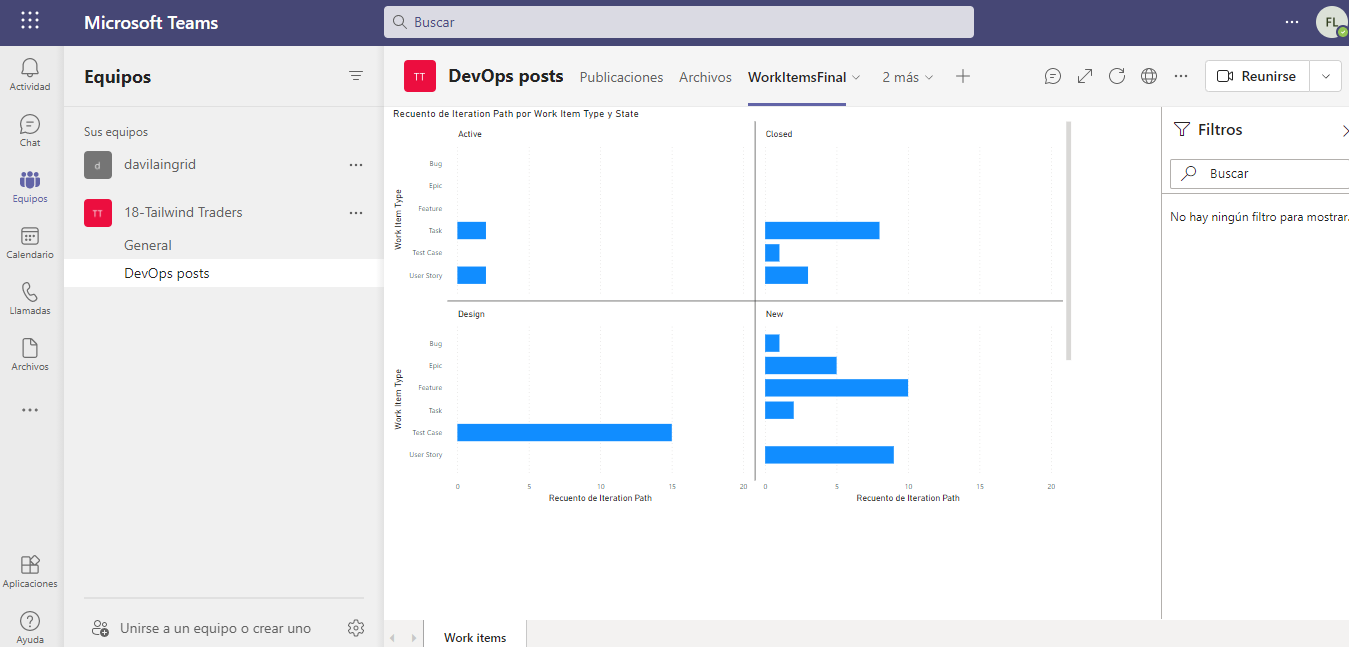 Microsoft Teams
Buscar
FL
Actividad
Chat
Equipos
Calendario
Llamadas
Archivos
Aplicaciones
Ayuda
Equipos
Sus equipos
d
davilaingrid
TT
18-Tailwind Traders
General
DevOps posts
Unirse a un equipo o crear uno
TT
DevOps posts
Publicaciones
Archivos
WorkItemsFinal
2 más
Reunirse
Recuento de Iteration Path por Work Item Type y State
Active
Closed
Work Item Type
Bug
Epic
Feature
Task
Test Case
User Story
Design
New
Work Item Type
Bug
Epic
Feature
Task
Test Case
User Story
0 5 10 15 20
0 5 10 15 20
Recuento de Iteration Path
Recuento de Iteration Path
Work items
Filtros
Buscar
No hay ningún filtro para mostrar.